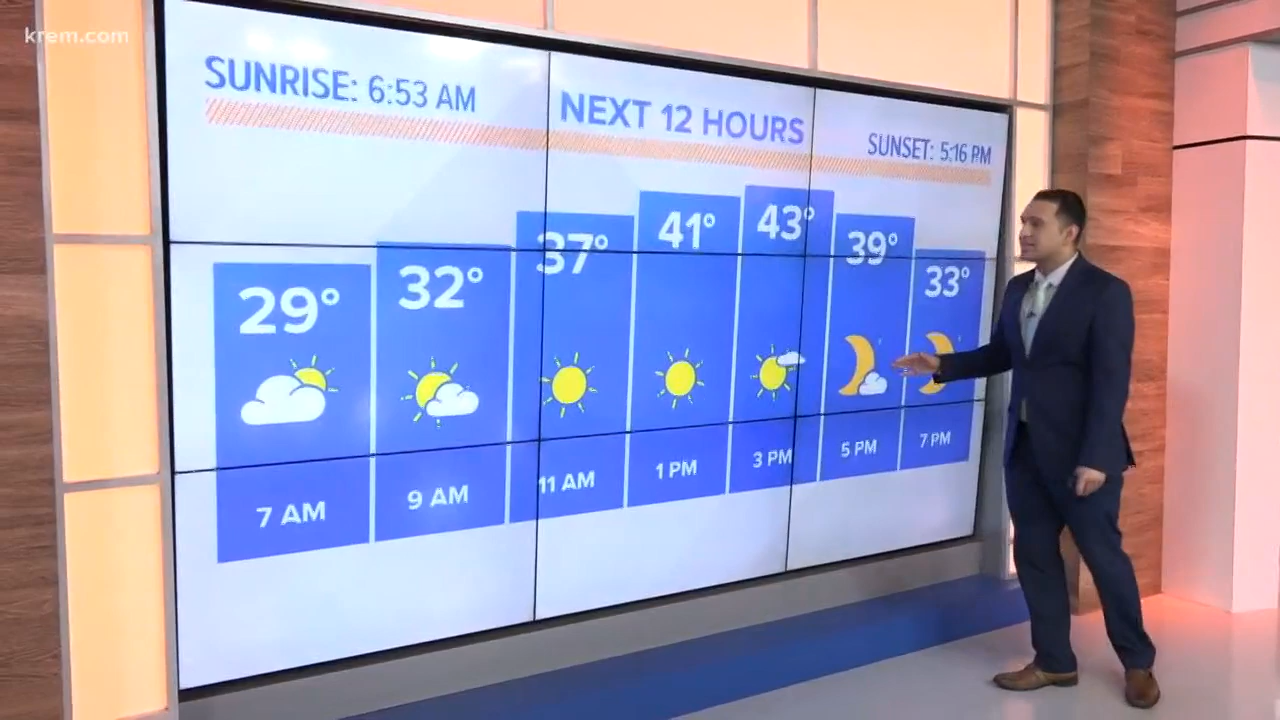 krem.com
SUNRISE: 6:53 AM
NEXT 12 HOURS
SUNSET: 5:16 PM
29° 32° 37° 41° 43° 39° 33°
7 AM 9 AM 11 AM 1 PM 3 PM 5 PM 7 PM